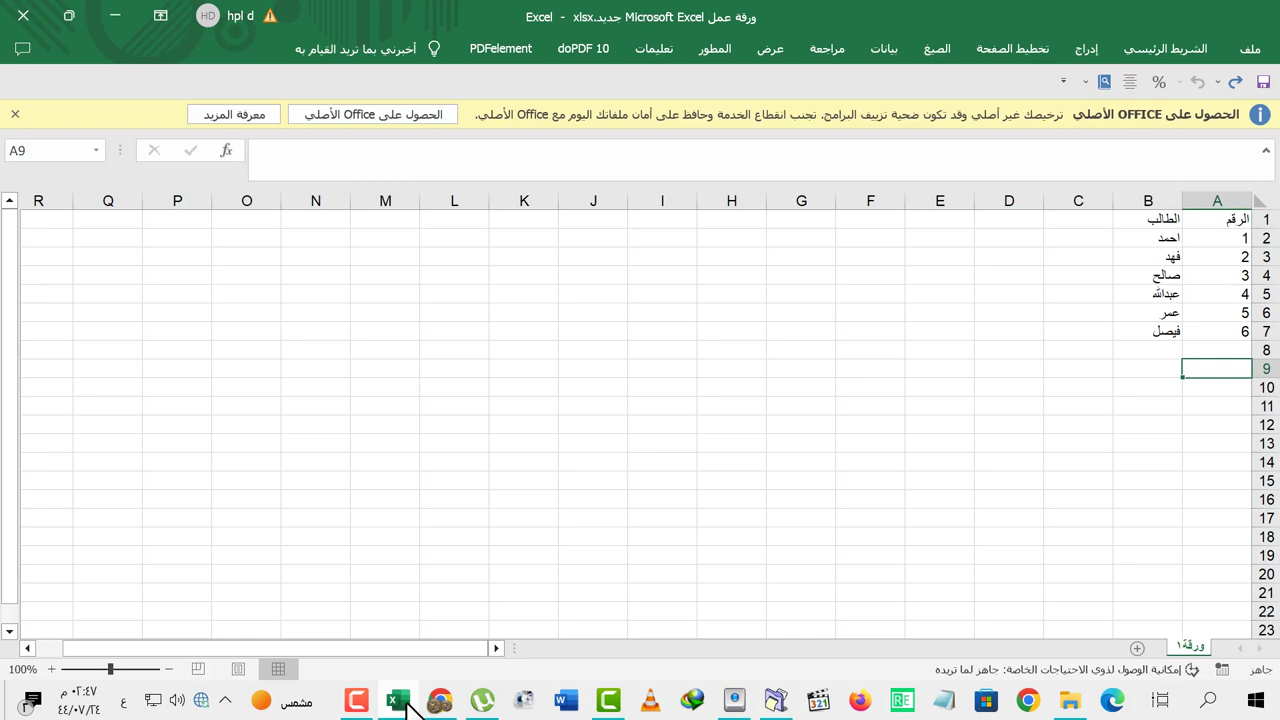 ورقة عمل Microsoft Excel جديد.xlsx - Excel
hpl d HD
ملف الشريط الرئيسي إدراج تخطيط الصفحة الصيغ بيانات مراجعة عرض المطور تعليمات doPDF 10 PDFelement أخبرني بما تريد القيام به
الحصول على OFFICE الأصلي ترخيصك غير أصلي وقد تكون ضحية تزييف البرامج. تجنب انقطاع الخدمة وحافظ على أمان ملفاتك اليوم مع Office الأصلي. الحصول على Office الأصلي معرفة المزيد
A9 fx
A B C D E F G H I J K L M N O P Q R
1 الرقم الطالب
2 1 احمد
3 2 فهد
4 3 صالح
5 4 عبدالله
6 5 عمر
7 6 فيصل
8
9
10
11
12
13
14
15
16
17
18
19
20
21
22
23
ورقة١
جاهز إمكانية الوصول لذوي الاحتياجات الخاصة: جاهز لما تريده 100%
مشمس ع ٠٢:٤٧ م
٤٤/٠٧/٢٤